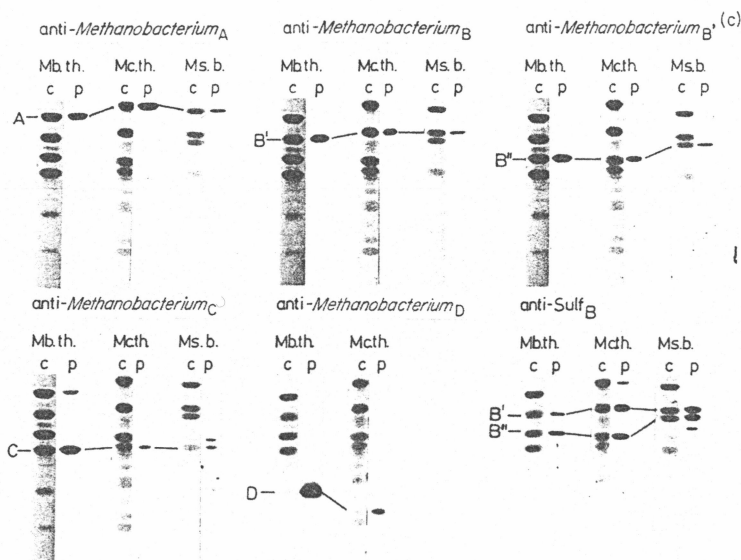 anti-Methanobacterium_A
Mb. th. Mc.th. Ms. b.
c p c p c p
A
anti-Methanobacterium_B
Mb.th. Mc.th. Ms. b.
c p c p c p
B'
anti-Methanobacterium_B' (c)
Mb. th. Mc.th. Ms.b.
c p c p c p
B"
anti-Methanobacterium_C
Mb. th. Mc.th. Ms. b.
c p c p c p
C
anti-Methanobacterium_D
Mb.th. Mc.th.
c p c p
D
anti-Sulf_B
Mb.th. Mc.th. Ms.b.
c p c p c p
B'
B"